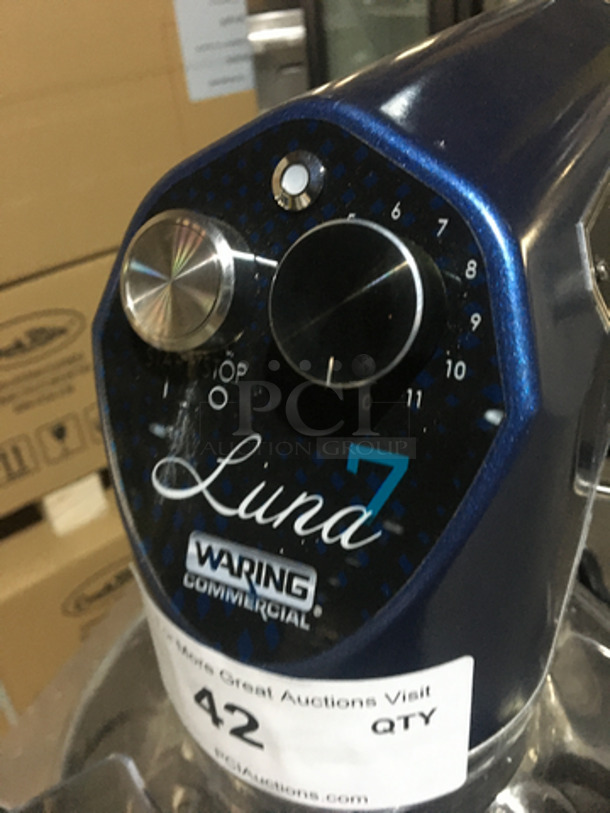 5 6 7 8 9 10 11
STOP
I O
PCI
AUCTION GROUP
Luna 7
WARING
COMMERCIAL®
More Great Auctions Visit
42 QTY
PCIAuctions.com